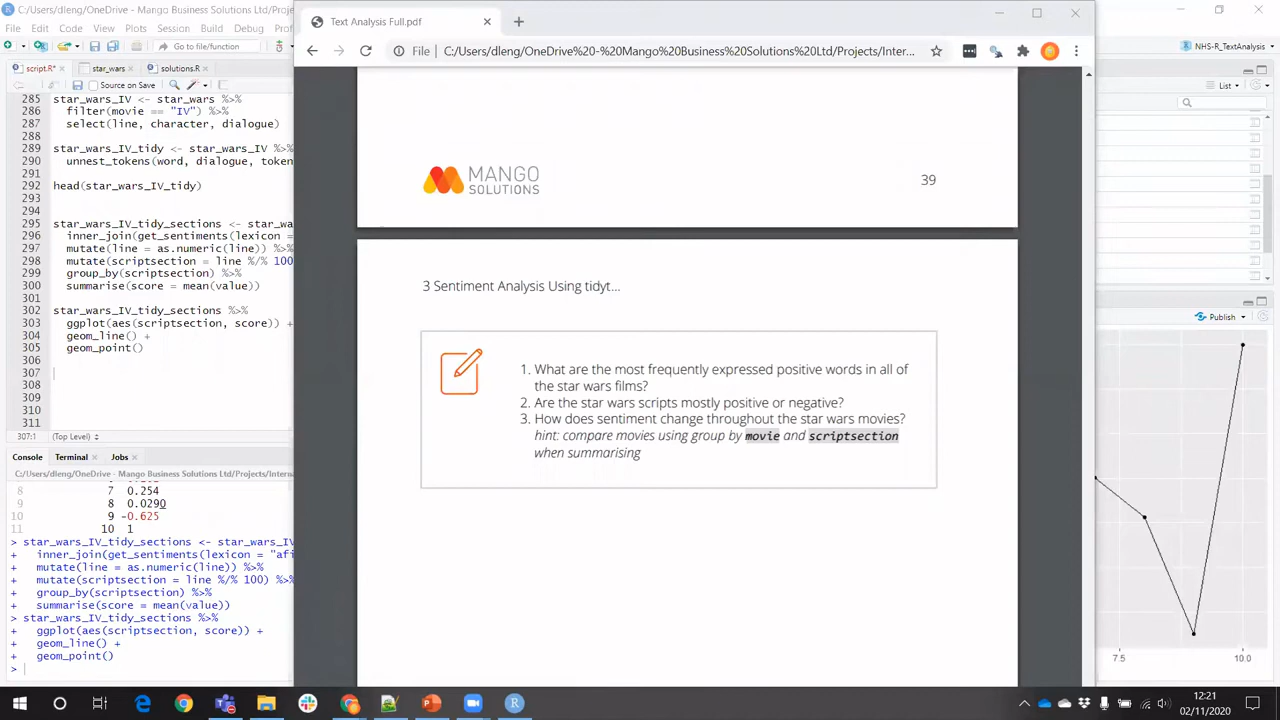 C:/Users/dleng/OneDrive - Mango Business Solutions Ltd/Projects/Inter
File Edit Code View Plots Session Build
Go to file/function
script.R* star_wars solutions.R
Source on Save
285 star_wars_IV <- star_wars %>%
286 filter(movie == "IV") %>%
287 select(line, character, dialogue)
288
289 star_wars_IV_tidy <- star_wars_IV %>%
290 unnest_tokens(word, dialogue, token
291
292 head(star_wars_IV_tidy)
293
294
295 star_wars_IV_tidy_sections <- star_wa
296 inner_join(get_sentiments(lexicon =
297 mutate(line = as.numeric(line)) %>%
298 mutate(scriptsection = line %/% 100
299 group_by(scriptsection) %>%
300 summarise(score = mean(value))
301
302 star_wars_IV_tidy_sections %>%
303 ggplot(aes(scriptsection, score)) +
304 geom_line() +
305 geom_point()
306
307
308
309
310
311
307:1 (Top Level)
Console Terminal Jobs
C:/Users/dleng/OneDrive - Mango Business Solutions Ltd/Projects/Interna
8 7 0.254
9 8 0.0290
10 9 -0.625
11 10 1
> star_wars_IV_tidy_sections <- star_wars_IV
+ inner_join(get_sentiments(lexicon = "afi
+ mutate(line = as.numeric(line)) %>%
+ mutate(scriptsection = line %/% 100) %>%
+ group_by(scriptsection) %>%
+ summarise(score = mean(value))
> star_wars_IV_tidy_sections %>%
+ ggplot(aes(scriptsection, score)) +
+ geom_line() +
+ geom_point()
>
Text Analysis Full.pdf
File C:/Users/dleng/OneDrive%20-%20Mango%20Business%20Solutions%20Ltd/Projects/Inter...
MANGO
SOLUTIONS
39
3 Sentiment Analysis Using tidyt...
1. What are the most frequently expressed positive words in all of
the star wars films?
2. Are the star wars scripts mostly positive or negative?
3. How does sentiment change throughout the star wars movies?
hint: compare movies using group by movie and scriptsection
when summarising
NHS-R_TextAnalysis
List
Publish
7.5 10.0
12:21
02/11/2020